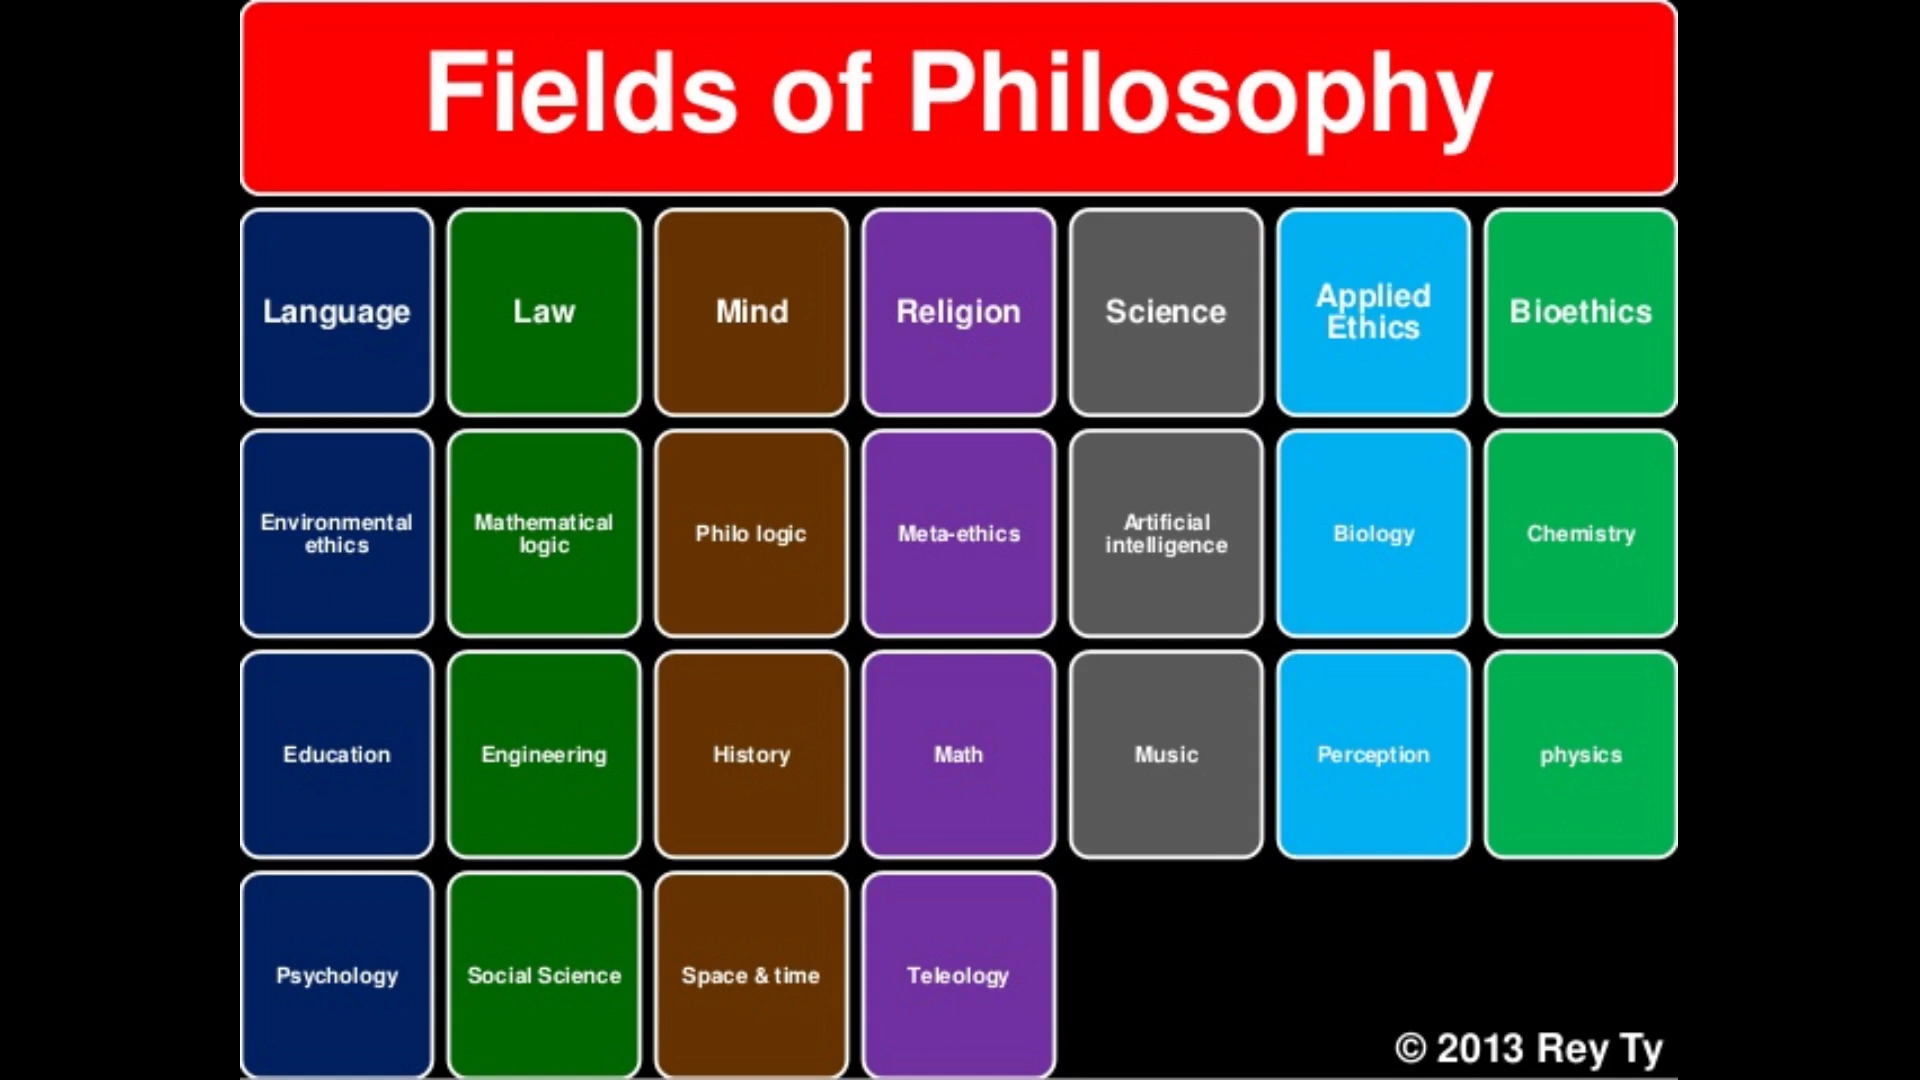 Fields of Philosophy
Language
Law
Mind
Religion
Science
Applied
Ethics
Bioethics
Environmental
ethics
Mathematical
logic
Philo logic
Meta-ethics
Artificial
intelligence
Biology
Chemistry
Education
Engineering
History
Math
Music
Perception
physics
Psychology
Social Science
Space & time
Teleology
© 2013 Rey Ty